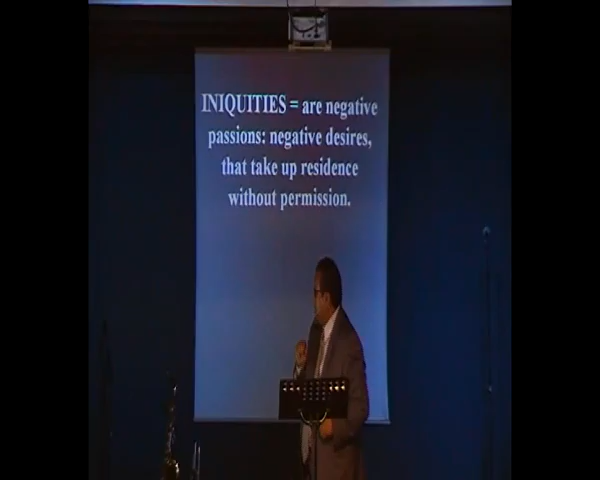 INIQUITIES = are negative
passions: negative desires,
that take up residence
without permission.